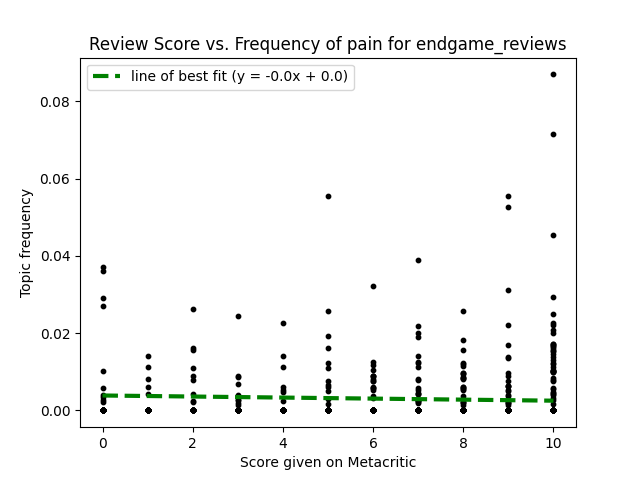 Review Score vs. Frequency of pain for endgame_reviews
line of best fit (y = -0.0x + 0.0)
0.08
0.06
0.04
0.02
0.00
Topic frequency
0 2 4 6 8 10
Score given on Metacritic